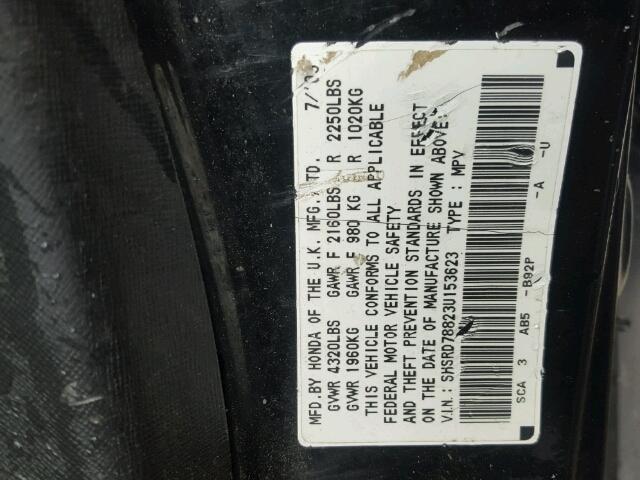 MFD.BY HONDA OF THE U.K. MFG. LTD. 7/'03
GVWR 4320LBS GAWR F 2160LBS R 2250LBS
GVWR 1960KG GAWR F 980 KG R 1020KG
THIS VEHICLE CONFORMS TO ALL APPLICABLE
FEDERAL MOTOR VEHICLE SAFETY
AND THEFT PREVENTION STANDARDS IN EFFECT
ON THE DATE OF MANUFACTURE SHOWN ABOVE.
V.I.N.: SHSRD78823U153623 TYPE : MPV
SCA 3 AB5 -B92P -A -U